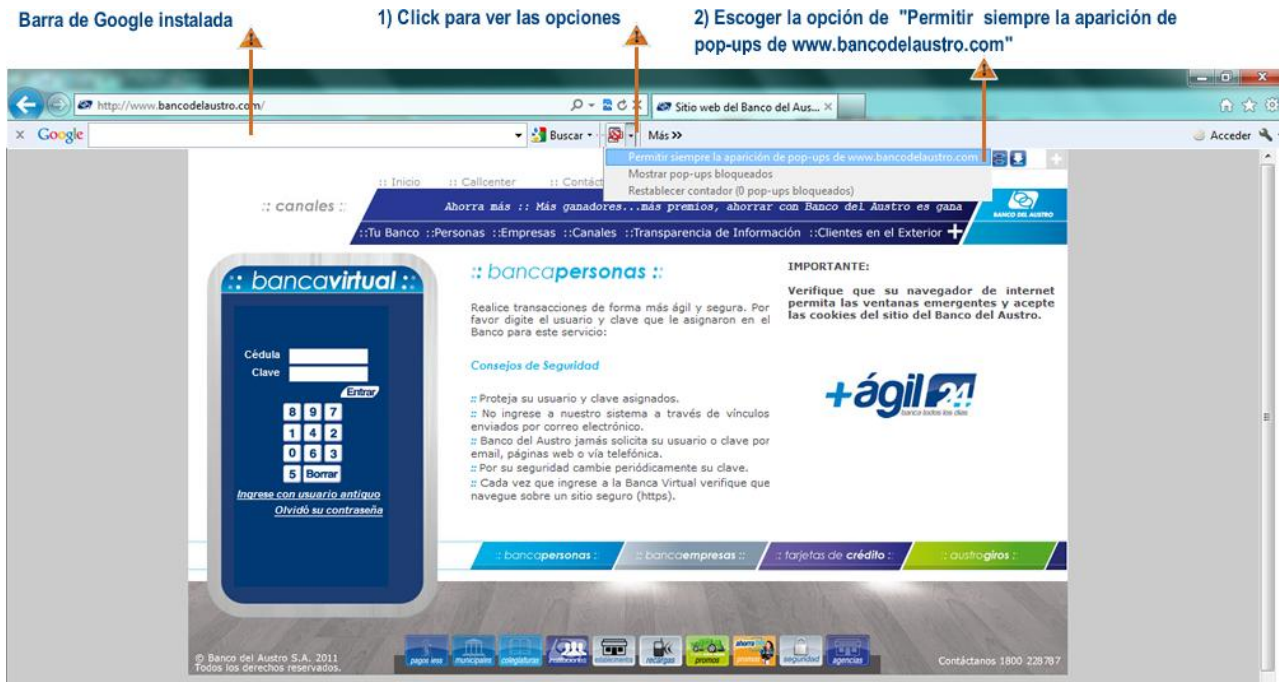 Barra de Google instalada
1) Click para ver las opciones
2) Escoger la opción de "Permitir siempre la aparición de
pop-ups de www.bancodelaustro.com"
http://www.bancodelaustro.com/
Sitio web del Banco del Aus...
Google
Buscar
Más »
Acceder
Permitir siempre la aparición de pop-ups de www.bancodelaustro.com
Mostrar pop-ups bloqueados
Restablecer contador (0 pop-ups bloqueados)
:: Inicio :: Callcenter :: Contáct
:: canales ::
Ahorra más :: Más ganadores...más premios, ahorrar con Banco del Austro es gana
BANCO DEL AUSTRO
::Tu Banco ::Personas ::Empresas ::Canales ::Transparencia de Información ::Clientes en el Exterior
:: bancavirtual ::
Cédula
Clave
Entrar
8 9 7
1 4 2
0 6 3
5 Borrar
Ingrese con usuario antiguo
Olvidó su contraseña
:: bancapersonas ::
Realice transacciones de forma más ágil y segura. Por
favor digite el usuario y clave que le asignaron en el
Banco para este servicio:
Consejos de Seguridad
:: Proteja su usuario y clave asignados.
:: No ingrese a nuestro sistema a través de vínculos
enviados por correo electrónico.
:: Banco del Austro jamás solicita su usuario o clave por
email, páginas web o vía telefónica.
:: Por su seguridad cambie periódicamente su clave.
:: Cada vez que ingrese a la Banca Virtual verifique que
navegue sobre un sitio seguro (https).
IMPORTANTE:
Verifique que su navegador de internet
permita las ventanas emergentes y acepte
las cookies del sitio del Banco del Austro.
+ágil 24
banca todos los días
:: bancapersonas :: :: bancaempresas :: :: tarjetas de crédito :: :: austrogiros ::
© Banco del Austro S.A. 2011
Todos los derechos reservados.
municipales colegiaturas recargas promos seguridad agencias
Contáctanos 1800 228787